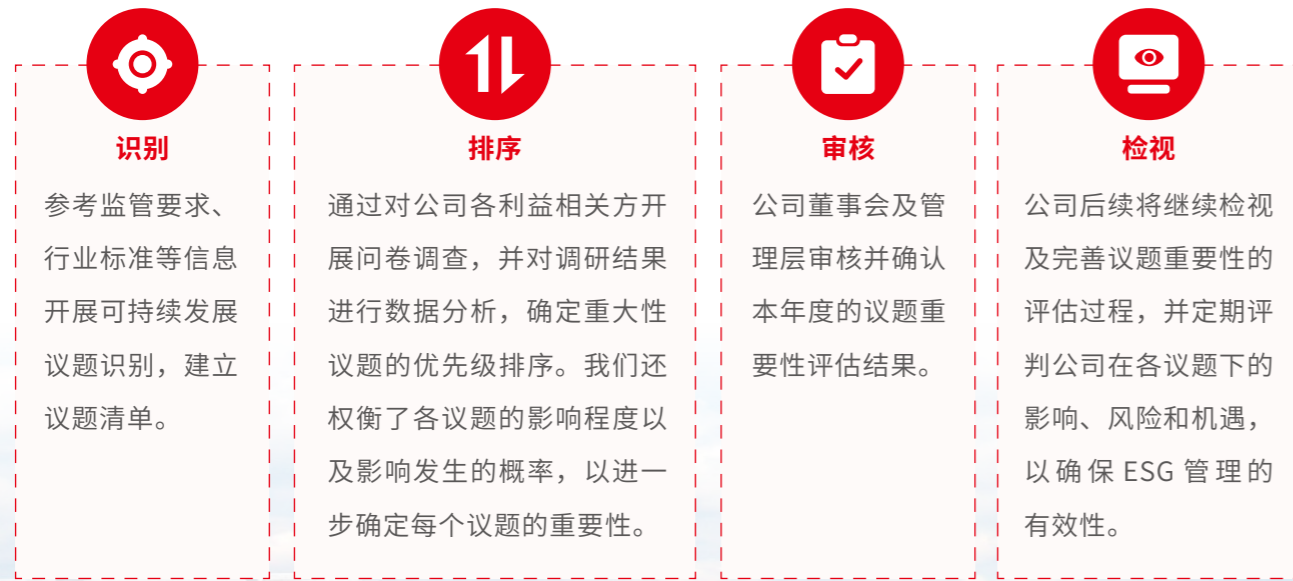 识别
参考监管要求、
行业标准等信息
开展可持续发展
议题识别，建立
议题清单。
排序
通过对公司各利益相关方开
展问卷调查，并对调研结果
进行数据分析，确定重大性
议题的优先级排序。我们还
权衡了各议题的影响程度以
及影响发生的概率，以进一
步确定每个议题的重要性。
审核
公司董事会及管
理层审核并确认
本年度的议题重
要性评估结果。
检视
公司后续将继续检视
及完善议题重要性的
评估过程，并定期评
判公司在各议题下的
影响、风险和机遇，
以确保 ESG 管理的
有效性。